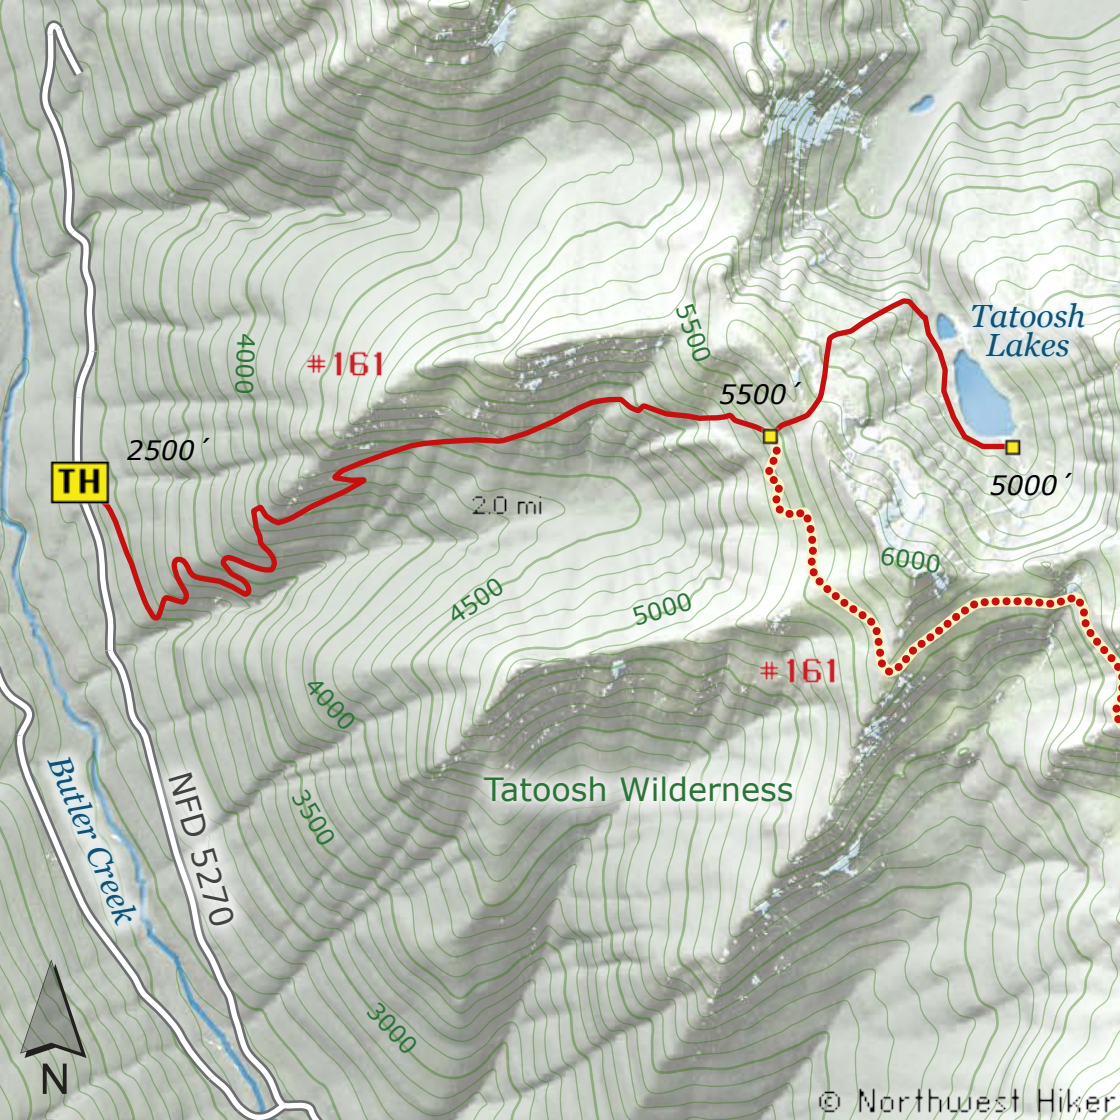 Tatoosh
Lakes
5500
4000
#161
5500´
2500´
TH
5000´
2.0 mi
6000
4500
5000
#161
4000
Tatoosh Wilderness
3500
Butler Creek
NFD 5270
3000
N
© Northwest Hiker